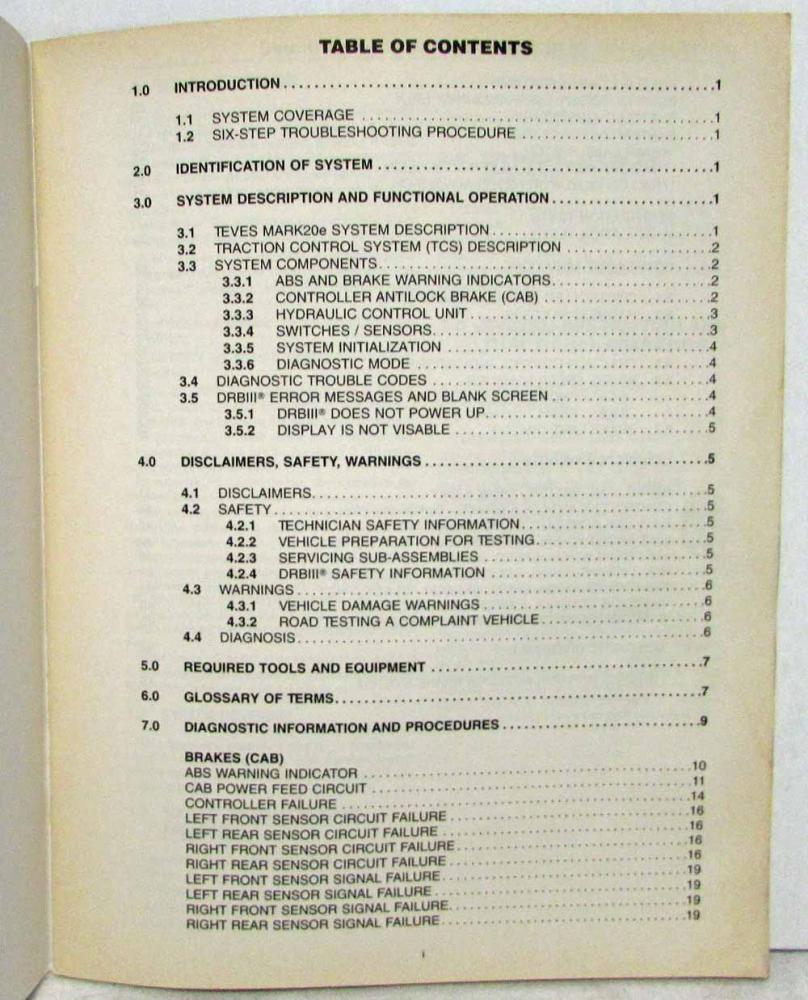 TABLE OF CONTENTS
1.0 INTRODUCTION . . . . . . . . . . . . . . . . . . . . 1
1.1 SYSTEM COVERAGE . . . . . . . . . . . . . . . . . . . . 1
1.2 SIX-STEP TROUBLESHOOTING PROCEDURE . . . . . . . . . . . . . . . . . . . . 1
2.0 IDENTIFICATION OF SYSTEM . . . . . . . . . . . . . . . . . . . . 1
3.0 SYSTEM DESCRIPTION AND FUNCTIONAL OPERATION . . . . . . . . . . . . . . . . . . . . 1
3.1 TEVES MARK20e SYSTEM DESCRIPTION . . . . . . . . . . . . . . . . . . . . 1
3.2 TRACTION CONTROL SYSTEM (TCS) DESCRIPTION . . . . . . . . . . . . . . . . . . . . 2
3.3 SYSTEM COMPONENTS . . . . . . . . . . . . . . . . . . . . 2
3.3.1 ABS AND BRAKE WARNING INDICATORS . . . . . . . . . . . . . . . . . . . . 2
3.3.2 CONTROLLER ANTILOCK BRAKE (CAB) . . . . . . . . . . . . . . . . . . . . 2
3.3.3 HYDRAULIC CONTROL UNIT . . . . . . . . . . . . . . . . . . . . 3
3.3.4 SWITCHES / SENSORS . . . . . . . . . . . . . . . . . . . . 3
3.3.5 SYSTEM INITIALIZATION . . . . . . . . . . . . . . . . . . . . 4
3.3.6 DIAGNOSTIC MODE . . . . . . . . . . . . . . . . . . . . 4
3.4 DIAGNOSTIC TROUBLE CODES . . . . . . . . . . . . . . . . . . . . 4
3.5 DRBIII® ERROR MESSAGES AND BLANK SCREEN . . . . . . . . . . . . . . . . . . . . 4
3.5.1 DRBIII® DOES NOT POWER UP . . . . . . . . . . . . . . . . . . . . 4
3.5.2 DISPLAY IS NOT VISABLE . . . . . . . . . . . . . . . . . . . . 5
4.0 DISCLAIMERS, SAFETY, WARNINGS . . . . . . . . . . . . . . . . . . . . 5
4.1 DISCLAIMERS . . . . . . . . . . . . . . . . . . . . 5
4.2 SAFETY . . . . . . . . . . . . . . . . . . . . 5
4.2.1 TECHNICIAN SAFETY INFORMATION . . . . . . . . . . . . . . . . . . . . 5
4.2.2 VEHICLE PREPARATION FOR TESTING . . . . . . . . . . . . . . . . . . . . 5
4.2.3 SERVICING SUB-ASSEMBLIES . . . . . . . . . . . . . . . . . . . . 5
4.2.4 DRBIII® SAFETY INFORMATION . . . . . . . . . . . . . . . . . . . . 5
4.3 WARNINGS . . . . . . . . . . . . . . . . . . . . 6
4.3.1 VEHICLE DAMAGE WARNINGS . . . . . . . . . . . . . . . . . . . . 6
4.3.2 ROAD TESTING A COMPLAINT VEHICLE . . . . . . . . . . . . . . . . . . . . 6
4.4 DIAGNOSIS . . . . . . . . . . . . . . . . . . . . 6
5.0 REQUIRED TOOLS AND EQUIPMENT . . . . . . . . . . . . . . . . . . . . 7
6.0 GLOSSARY OF TERMS . . . . . . . . . . . . . . . . . . . . 7
7.0 DIAGNOSTIC INFORMATION AND PROCEDURES . . . . . . . . . . . . . . . . . . . . 9
BRAKES (CAB)
ABS WARNING INDICATOR . . . . . . . . . . . . . . . . . . . . 10
CAB POWER FEED CIRCUIT . . . . . . . . . . . . . . . . . . . . 11
CONTROLLER FAILURE . . . . . . . . . . . . . . . . . . . . 14
LEFT FRONT SENSOR CIRCUIT FAILURE . . . . . . . . . . . . . . . . . . . . 16
LEFT REAR SENSOR CIRCUIT FAILURE . . . . . . . . . . . . . . . . . . . . 16
RIGHT FRONT SENSOR CIRCUIT FAILURE . . . . . . . . . . . . . . . . . . . . 16
RIGHT REAR SENSOR CIRCUIT FAILURE . . . . . . . . . . . . . . . . . . . . 16
LEFT FRONT SENSOR SIGNAL FAILURE . . . . . . . . . . . . . . . . . . . . 19
LEFT REAR SENSOR SIGNAL FAILURE . . . . . . . . . . . . . . . . . . . . 19
RIGHT FRONT SENSOR SIGNAL FAILURE . . . . . . . . . . . . . . . . . . . . 19
RIGHT REAR SENSOR SIGNAL FAILURE . . . . . . . . . . . . . . . . . . . . 19
i